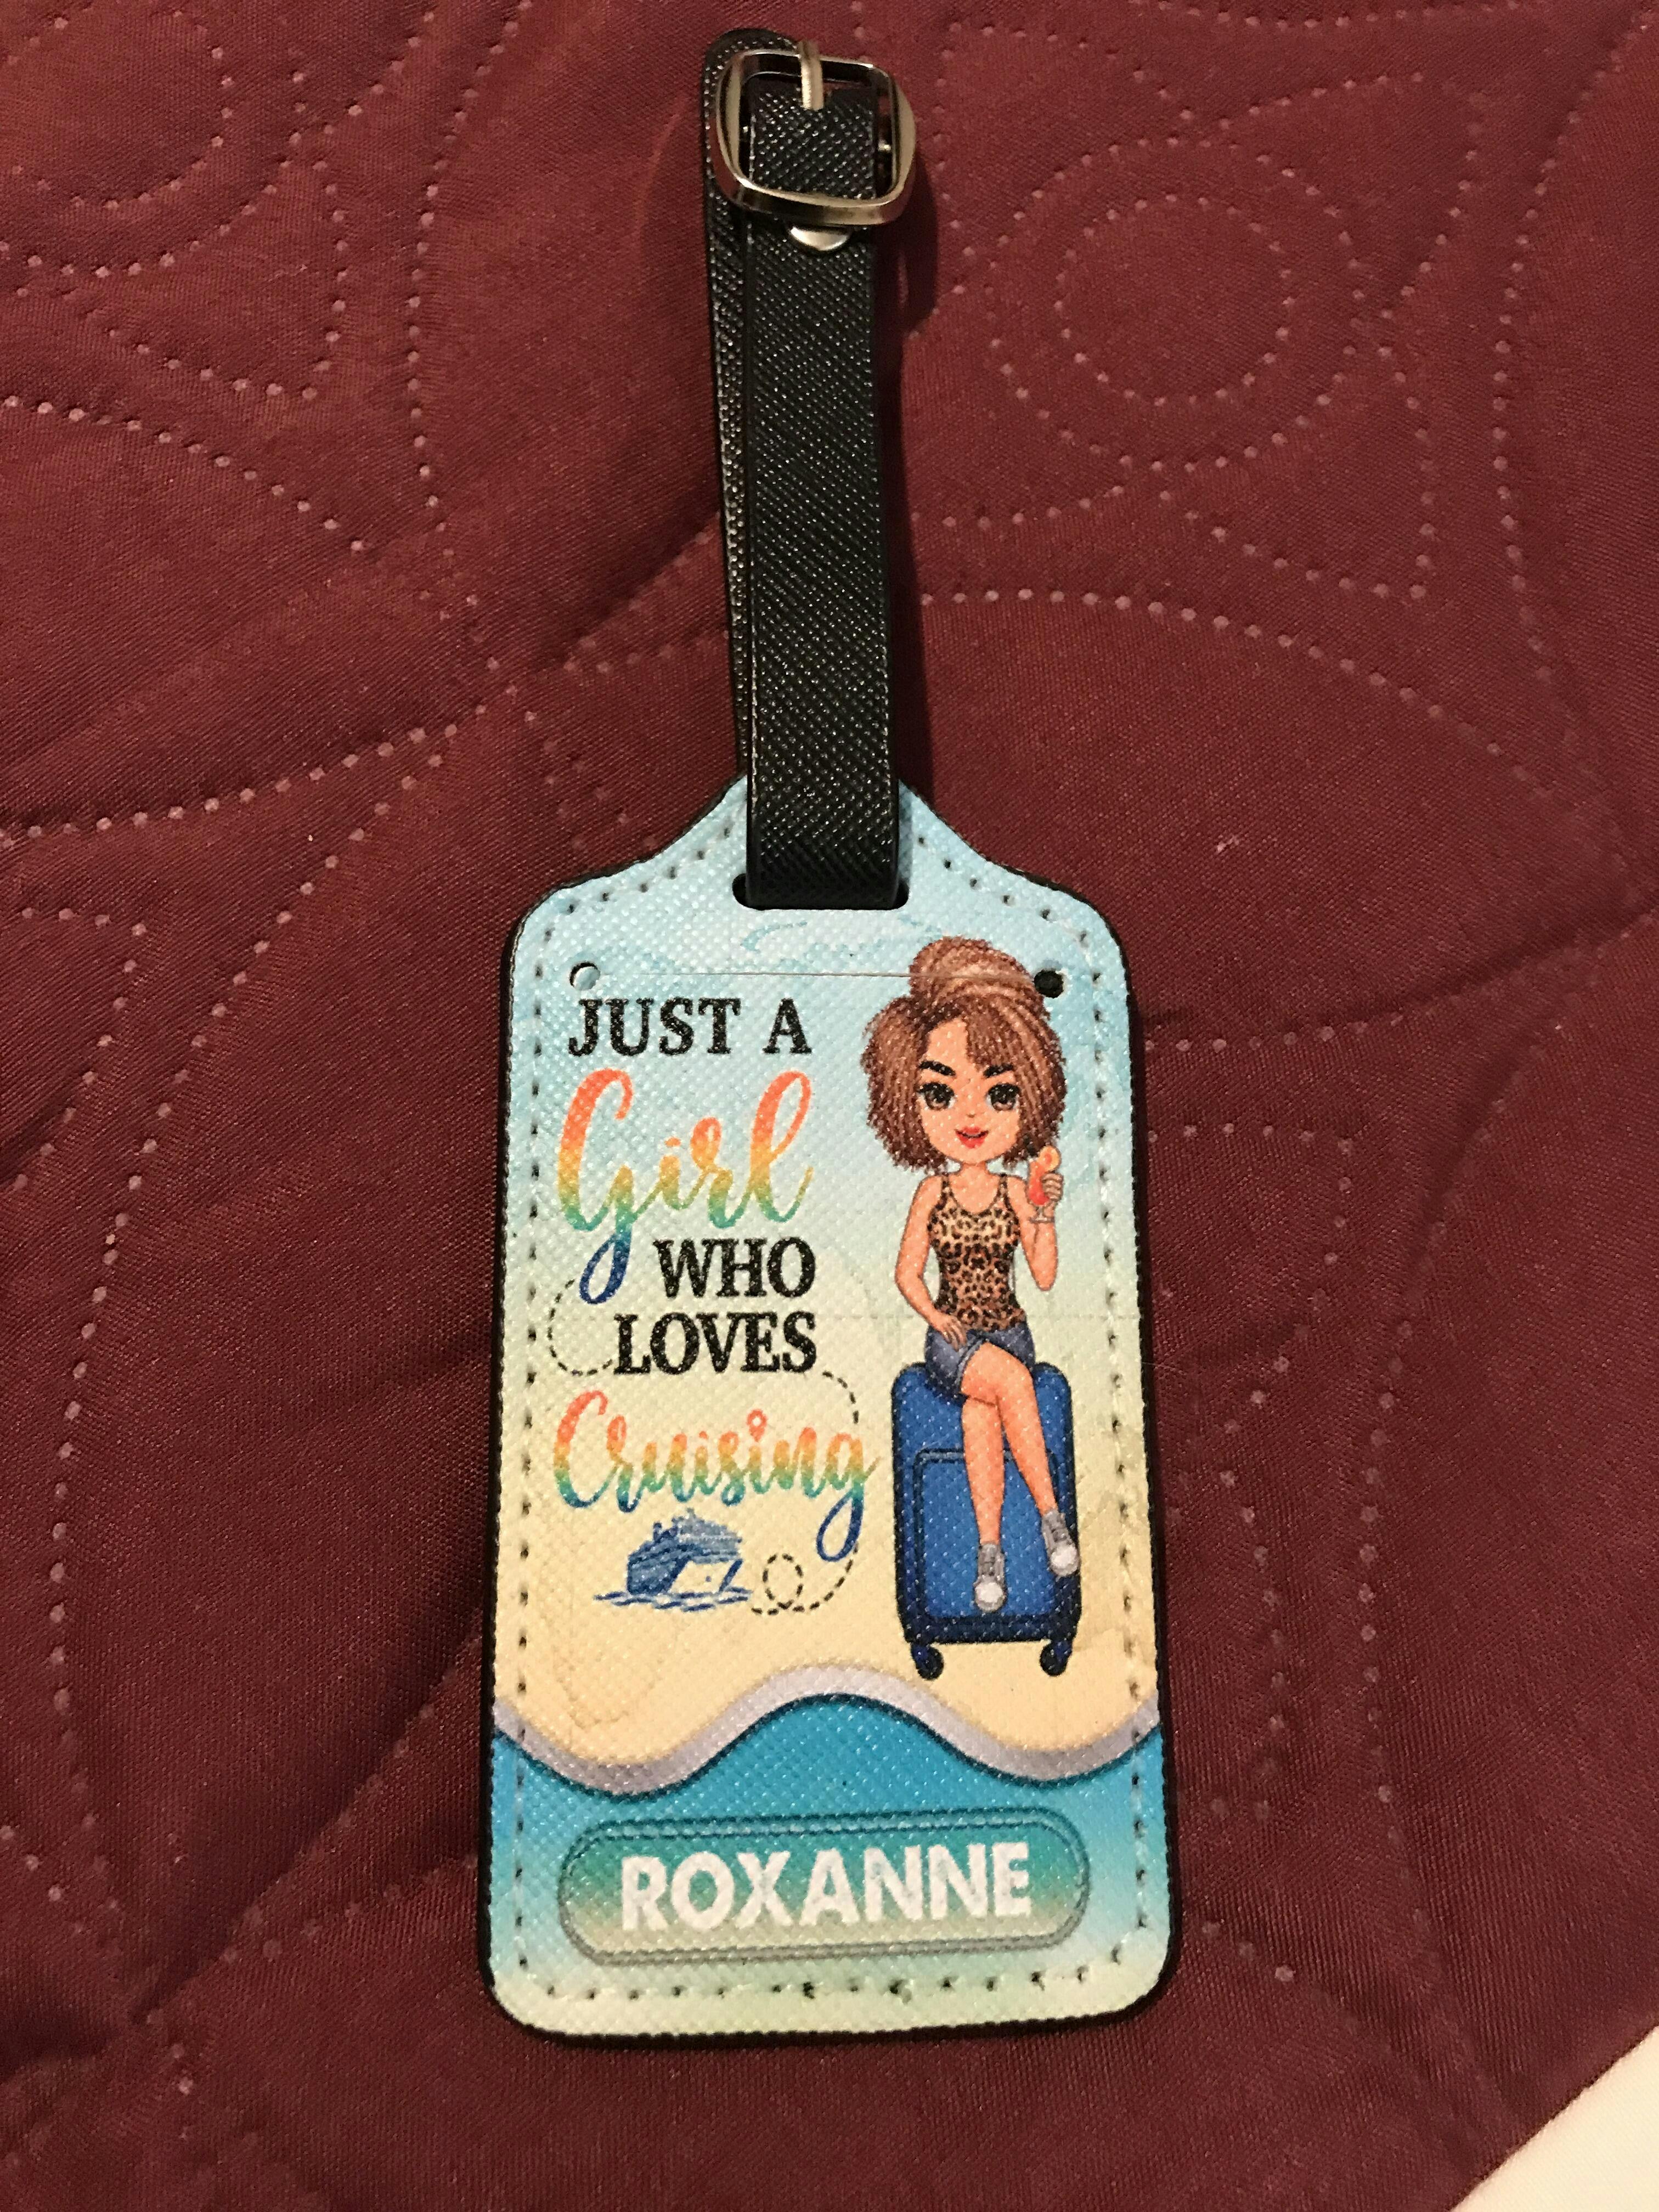 JUST A
Girl
WHO
LOVES
Cruising
ROXANNE